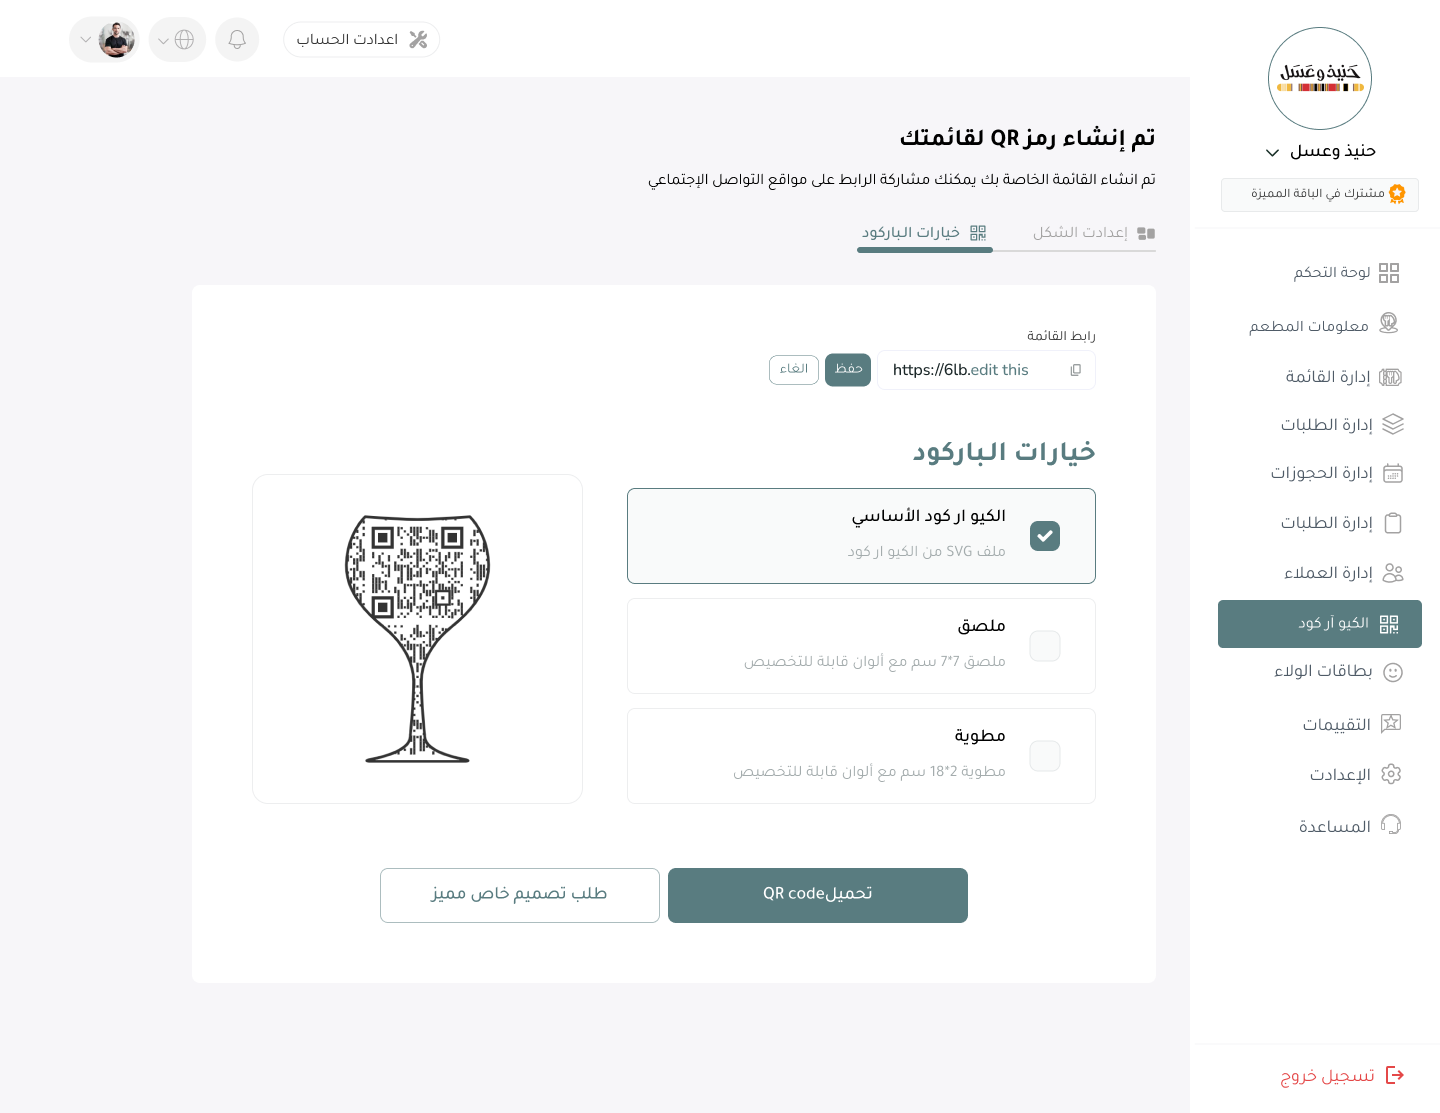 اعدادت الحساب
حنيذ وعسل
حنيذ وعسل
مشترك في الباقة المميزة
لوحة التحكم
معلومات المطعم
إدارة القائمة
إدارة الطلبات
إدارة الحجوزات
إدارة الطلبات
إدارة العملاء
الكيو آر كود
بطاقات الولاء
التقييمات
الإعدادت
المساعدة
تسجيل خروج
تم إنشاء رمز QR لقائمتك
تم انشاء القائمة الخاصة بك يمكنك مشاركة الرابط على مواقع التواصل الإجتماعي
إعدادت الشكل
خيارات الباركود
رابط القائمة
https://6lb.edit this
حفظ
الغاء
خيارات الباركود
الكيو ار كود الأساسي
ملف SVG من الكيو ار كود
ملصق
ملصق 7*7 سم مع ألوان قابلة للتخصيص
مطوية
مطوية 2*18 سم مع ألوان قابلة للتخصيص
تحميلQR code
طلب تصميم خاص مميز